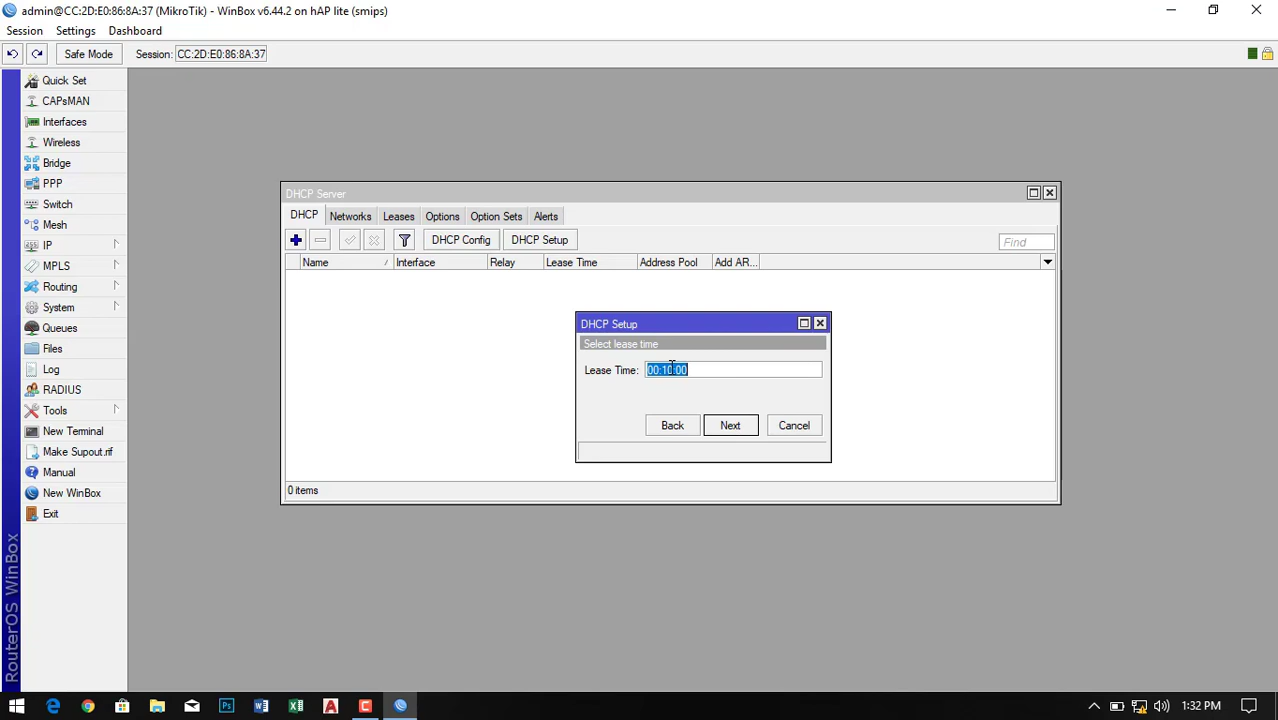 admin@CC:2D:E0:86:8A:37 (MikroTik) - WinBox v6.44.2 on hAP lite (smips)
Session Settings Dashboard
Safe Mode Session: CC:2D:E0:86:8A:37
Quick Set
CAPsMAN
Interfaces
Wireless
Bridge
PPP
Switch
Mesh
IP
MPLS
Routing
System
Queues
Files
Log
RADIUS
Tools
New Terminal
Make Supout.rif
Manual
New WinBox
Exit
RouterOS WinBox
DHCP Server
DHCP Networks Leases Options Option Sets Alerts
DHCP Config DHCP Setup Find
Name Interface Relay Lease Time Address Pool Add AR...
DHCP Setup
Select lease time
Lease Time: 00:10:00
Back Next Cancel
0 items
1:32 PM